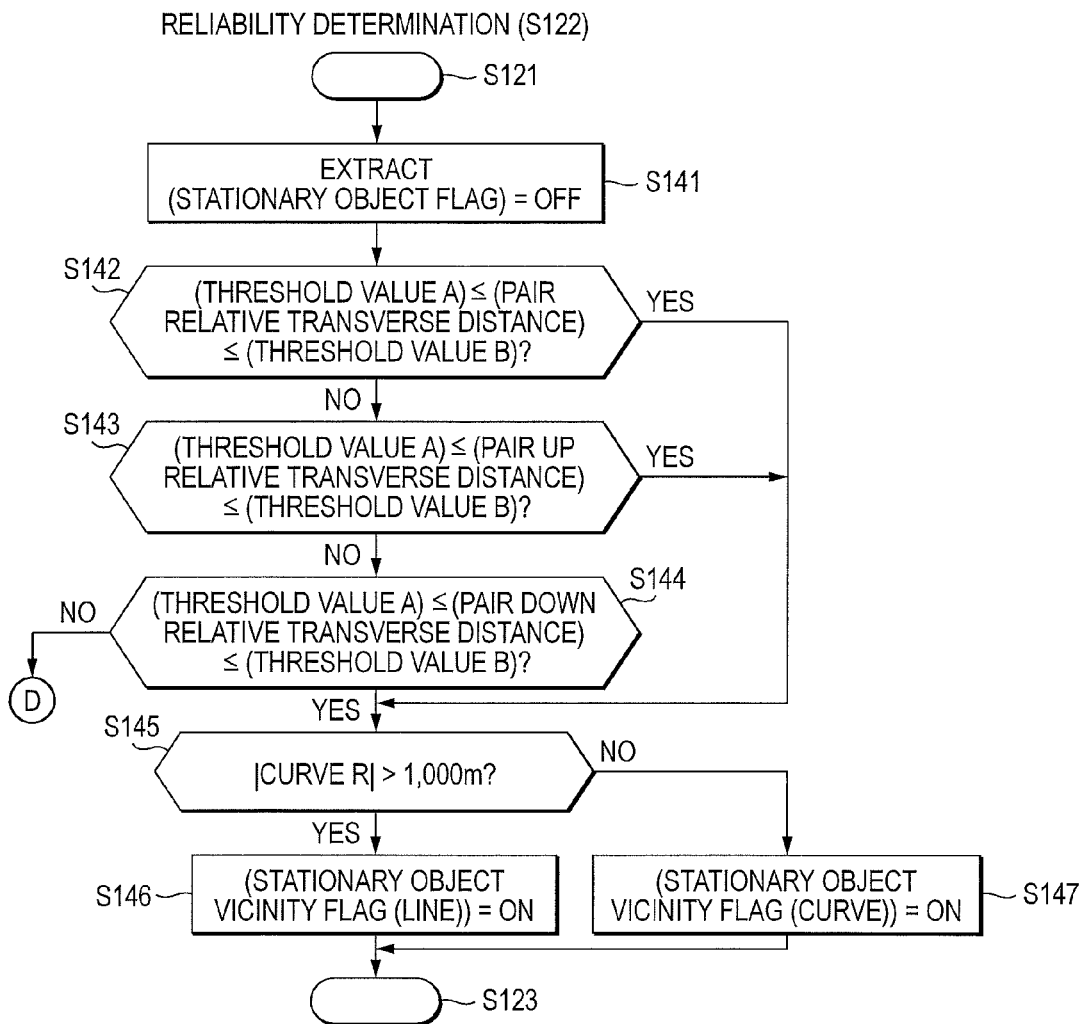 RELIABILITY DETERMINATION (S122)
S121
EXTRACT
(STATIONARY OBJECT FLAG) = OFF
S141
S142
(THRESHOLD VALUE A) ≤ (PAIR
RELATIVE TRANSVERSE DISTANCE)
≤ (THRESHOLD VALUE B)?
YES
NO
S143
(THRESHOLD VALUE A) ≤ (PAIR UP
RELATIVE TRANSVERSE DISTANCE)
≤ (THRESHOLD VALUE B)?
YES
NO
S144
(THRESHOLD VALUE A) ≤ (PAIR DOWN
RELATIVE TRANSVERSE DISTANCE)
≤ (THRESHOLD VALUE B)?
NO
D
YES
S145
|CURVE R| > 1,000m?
NO
YES
S146
(STATIONARY OBJECT
VICINITY FLAG (LINE)) = ON
(STATIONARY OBJECT
VICINITY FLAG (CURVE)) = ON
S147
S123